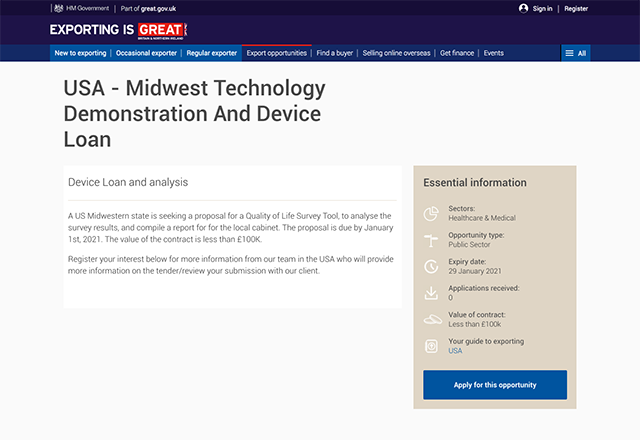 HM Government | Part of great.gov.uk
Sign in | Register
EXPORTING IS GREAT
BRITAIN & NORTHERN IRELAND
New to exporting | Occasional exporter | Regular exporter | Export opportunities | Find a buyer | Selling online overseas | Get finance | Events
All
USA - Midwest Technology
Demonstration And Device
Loan
Device Loan and analysis
A US Midwestern state is seeking a proposal for a Quality of Life Survey Tool, to analyse the
survey results, and compile a report for for the local cabinet. The proposal is due by January
1st, 2021. The value of the contract is less than £100K.
Register your interest below for more information from our team in the USA who will provide
more information on the tender/review your submission with our client.
Essential information
Sectors:
Healthcare & Medical
Opportunity type:
Public Sector
Expiry date:
29 January 2021
Applications received:
0
Value of contract:
Less than £100k
Your guide to exporting
USA
Apply for this opportunity